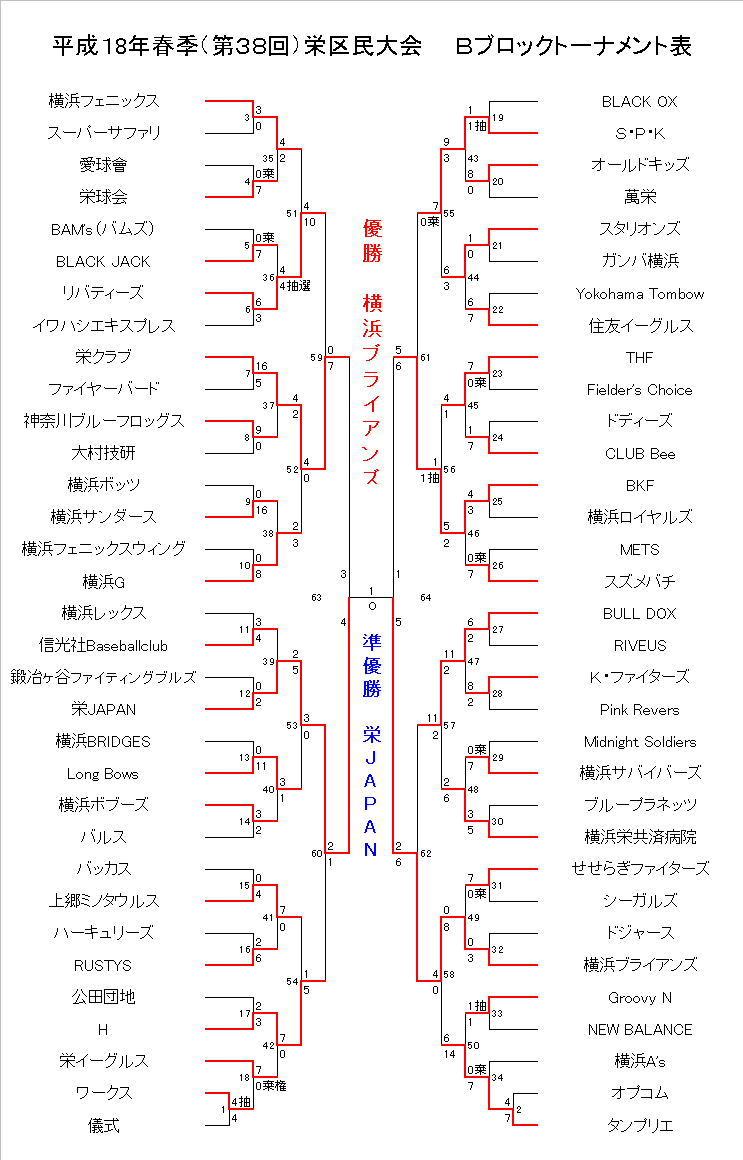 平成18年春季(第38回)栄区民大会 Bブロックトーナメント表
横浜フェニックス
スーパーサファリ
愛球會
栄球会
BAM's(バムズ)
BLACK JACK
リバティーズ
イワハシエキスプレス
栄クラブ
ファイヤーバード
神奈川ブルーフロッグス
大村技研
横浜ボッツ
横浜サンダース
横浜フェニックスウィング
横浜G
横浜レックス
信光社Baseballclub
鍛冶ヶ谷ファイティングブルズ
栄JAPAN
横浜BRIDGES
Long Bows
横浜ボブーズ
バルス
バッカス
上郷ミノタウルス
ハーキュリーズ
RUSTYS
公田団地
H
栄イーグルス
ワークス
儀式
3 3 0
4 0棄 7
5 0棄 7
6 6 3
7 16 5
8 9 0
9 0 16
10 0 8
11 3 4
12 0 2
13 0 11
14 3 2
15 0 4
16 2 6
17 2 3
18 7 0棄権
1 4抽 4
35 4 2
36 4 4抽選
37 4 2
38 2 3
39 2 5
40 3 1
41 7 0
42 7 0
51 4 10
52 4 0
53 3 0
54 1 5
59 0 7
60 2 1
63 3 4
優勝 横浜ブライアンズ
1
0
準優勝 栄JAPAN
64 1 5
61 5 6
62 2 6
55 7 0棄
56 1 1抽
57 11 2
58 4 0
43 9 3
44 6 3
45 4 1
46 5 2
47 11 2
48 2 6
49 0 8
50 6 14
19 1 1抽
20 8 0
21 1 0
22 6 7
23 7 0棄
24 1 7
25 4 3
26 0棄 7
27 6 2
28 8 2
29 0棄 7
30 3 5
31 7 0棄
32 0 3
33 1抽 1
34 0棄 7
2 4 7
BLACK OX
S・P・K
オールドキッズ
萬栄
スタリオンズ
ガンバ横浜
Yokohama Tombow
住友イーグルス
THF
Fielder's Choice
ドディーズ
CLUB Bee
BKF
横浜ロイヤルズ
METS
スズメバチ
BULL DOX
RIVEUS
K・ファイターズ
Pink Revers
Midnight Soldiers
横浜サバイバーズ
ブループラネッツ
横浜栄共済病院
せせらぎファイターズ
シーガルズ
ドジャース
横浜ブライアンズ
Groovy N
NEW BALANCE
横浜A's
オプコム
タンプリエ